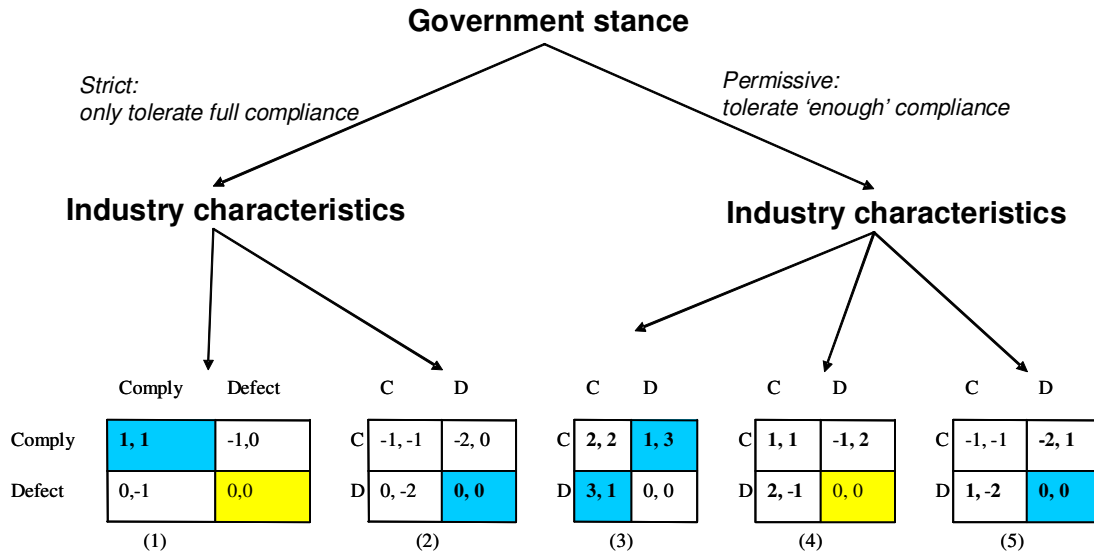 Government stance
Strict:
only tolerate full compliance
Permissive:
tolerate ‘enough’ compliance
Industry characteristics
Industry characteristics
Comply Defect C D C D C D C D
Comply 1, 1 -1,0 C -1, -1 -2, 0 C 2, 2 1, 3 C 1, 1 -1, 2 C -1, -1 -2, 1
Defect 0,-1 0,0 D 0, -2 0, 0 D 3, 1 0, 0 D 2, -1 0, 0 D 1, -2 0, 0
(1) (2) (3) (4) (5)